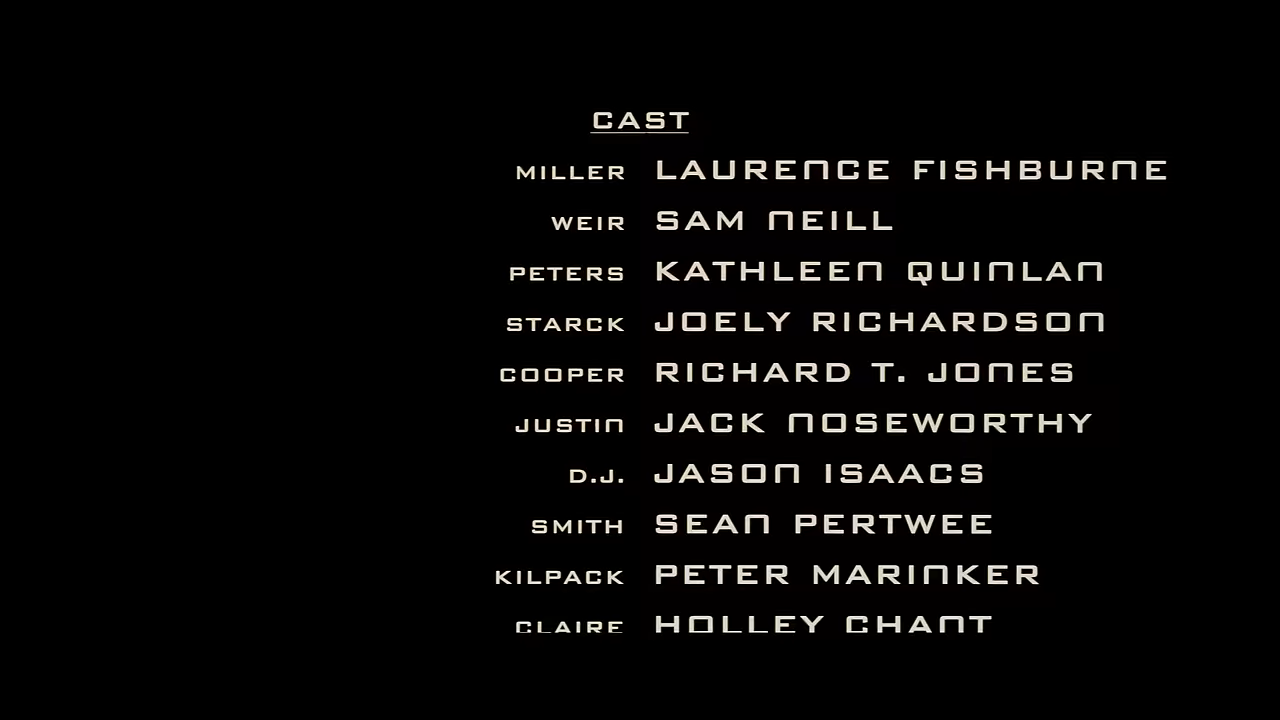 CAST
MILLER LAURENCE FISHBURNE
WEIR SAM NEILL
PETERS KATHLEEN QUINLAN
STARCK JOELY RICHARDSON
COOPER RICHARD T. JONES
JUSTIN JACK NOSEWORTHY
D.J. JASON ISAACS
SMITH SEAN PERTWEE
KILPACK PETER MARINKER
CLAIRE HOLLEY CHANT